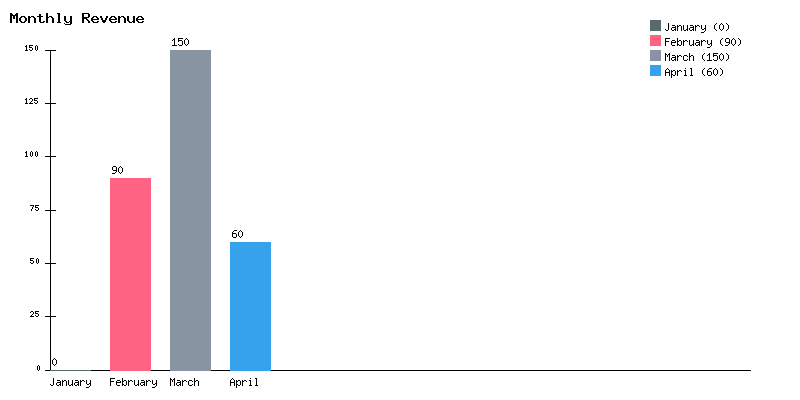 Monthly Revenue
January (0)
February (90)
March (150)
April (60)
150
125
100
75
50
25
0
0
90
150
60
January
February
March
April